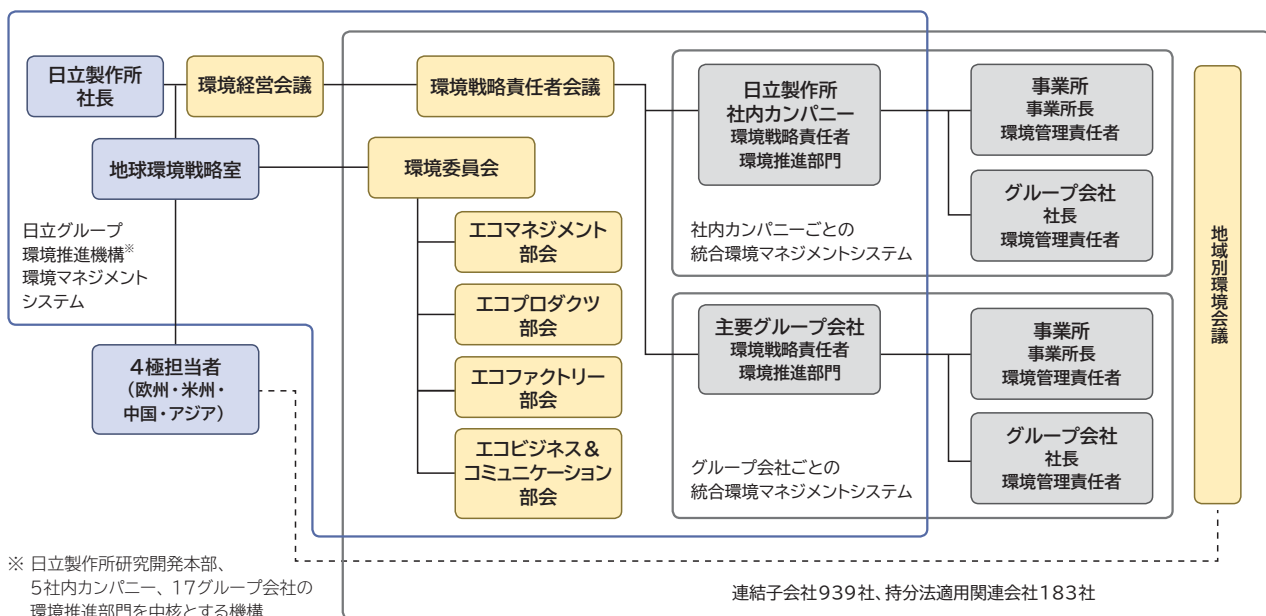 日立製作所
社長
環境経営会議
環境戦略責任者会議
地球環境戦略室
環境委員会
日立グループ
環境推進機構※
環境マネジメント
システム
エコマネジメント
部会
エコプロダクツ
部会
エコファクトリー
部会
エコビジネス&
コミュニケーション
部会
4極担当者
(欧州・米州・
中国・アジア)
日立製作所
社内カンパニー
環境戦略責任者
環境推進部門
事業所
事業所長
環境管理責任者
グループ会社
社長
環境管理責任者
社内カンパニーごとの
統合環境マネジメントシステム
主要グループ会社
環境戦略責任者
環境推進部門
事業所
事業所長
環境管理責任者
グループ会社
社長
環境管理責任者
グループ会社ごとの
統合環境マネジメントシステム
地域別環境会議
※ 日立製作所研究開発本部、
5社内カンパニー、17グループ会社の
環境推進部門を中核とする機構
連結子会社939社、持分法適用関連会社183社